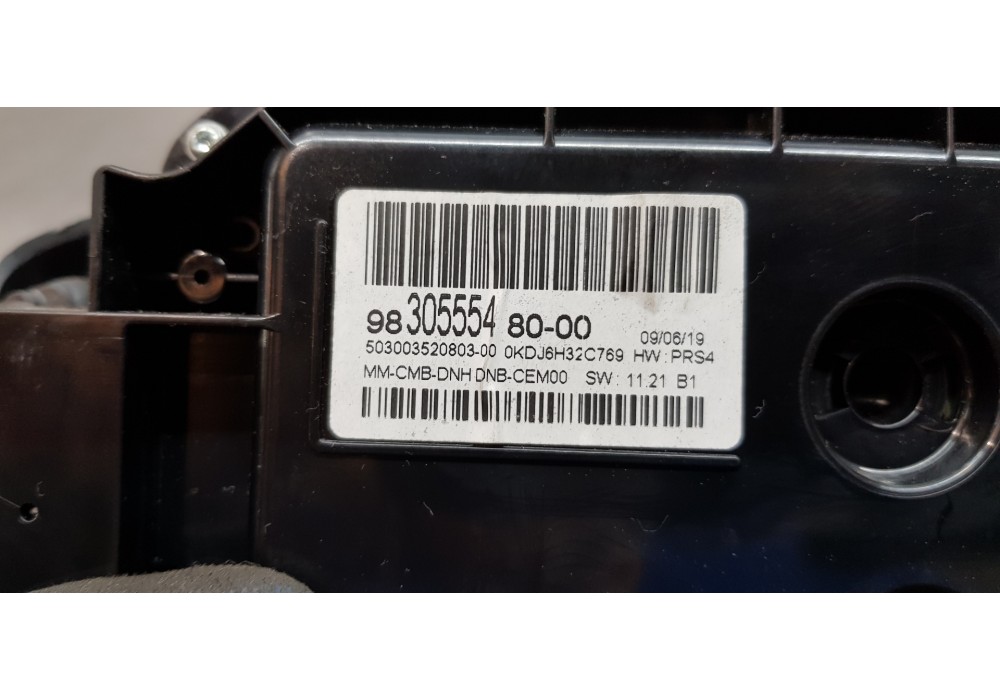 98 305554 80-00 09/06/19
503003520803-00 0KDJ6H32C769 HW : PRS4
MM-CMB-DNH DNB-CEM00 SW : 11.21 B1